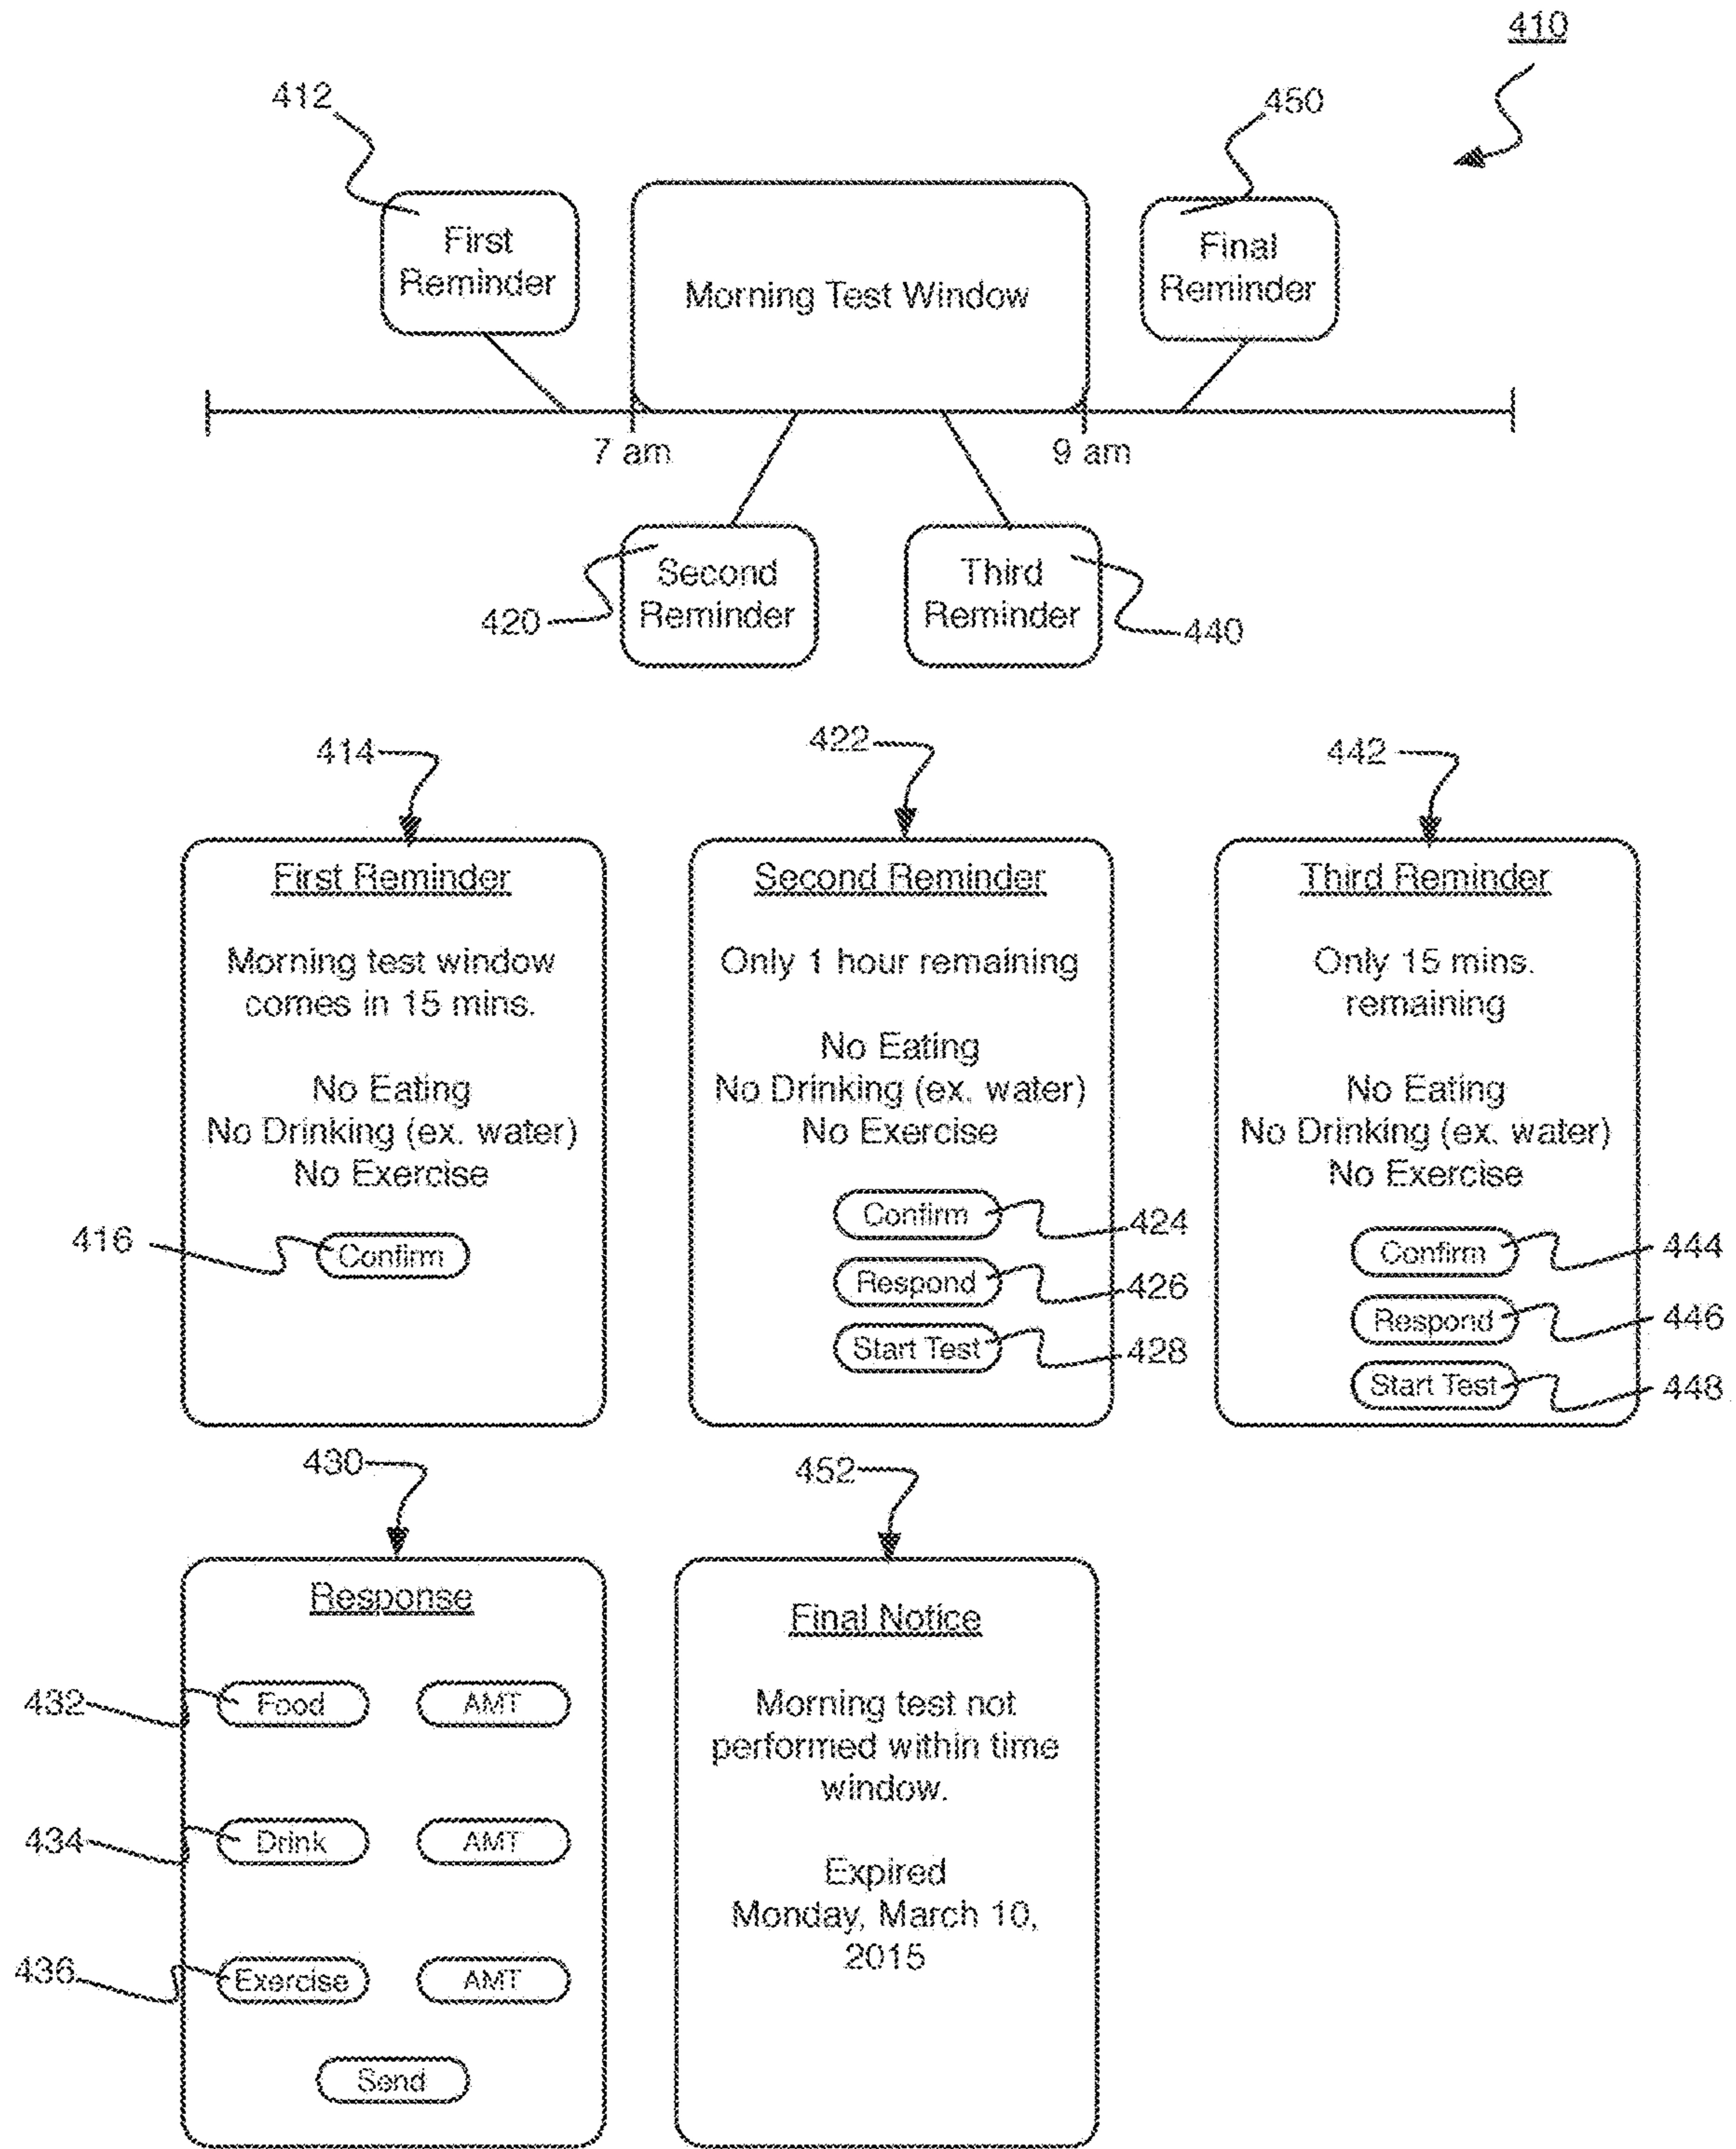 410
412
450
First
Reminder
Morning Test Window
Final
Reminder
7 am
9 am
Second
Reminder
Third
Reminder
420
440
414
422
442
First Reminder
Morning test window
comes in 15 mins.
No Eating
No Drinking (ex. water)
No Exercise
416
Confirm
Second Reminder
Only 1 hour remaining
No Eating
No Drinking (ex. water)
No Exercise
Confirm
424
Respond
426
Start Test
428
Third Reminder
Only 15 mins.
remaining
No Eating
No Drinking (ex. water)
No Exercise
Confirm
444
Respond
446
Start Test
448
430
452
Response
432
Food
AMT
434
Drink
AMT
436
Exercise
AMT
Send
Final Notice
Morning test not
performed within time
window.
Expired
Monday, March 10,
2015